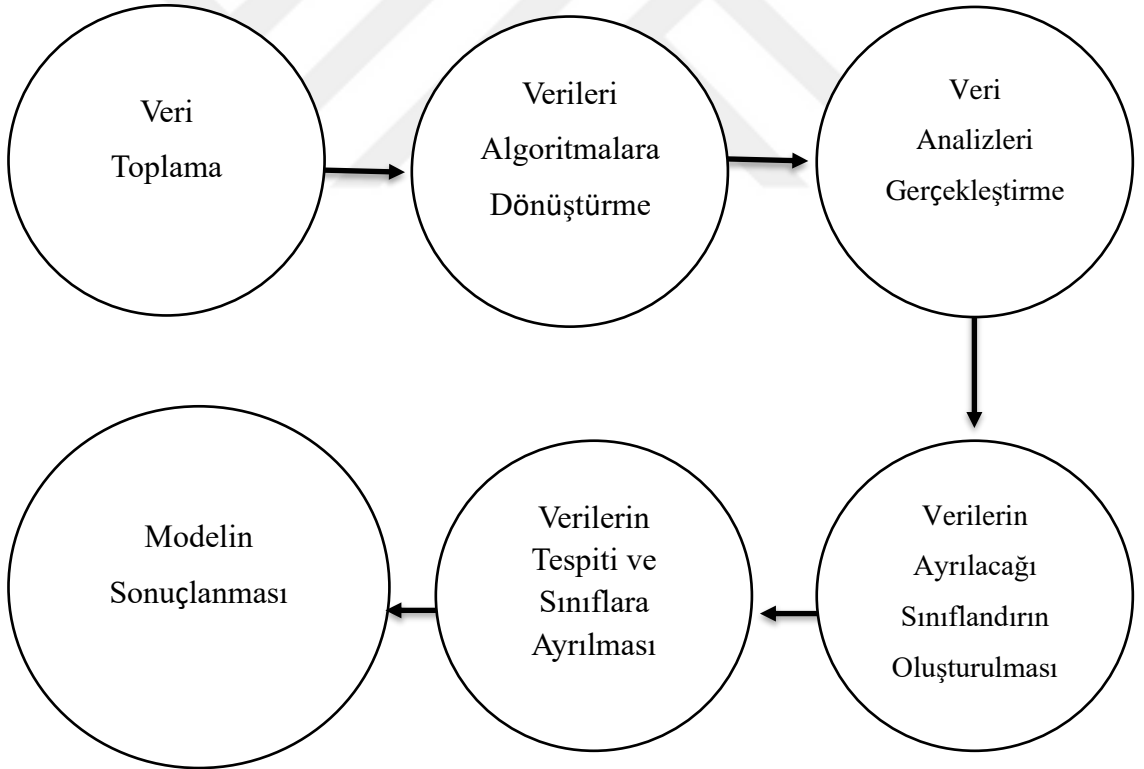 Veri
Toplama
Verileri
Algoritmalara
Dönüştürme
Veri
Analizleri
Gerçekleştirme
Verilerin
Ayrılacağı
Sınıflandırın
Oluşturulması
Verilerin
Tespiti ve
Sınıflara
Ayrılması
Modelin
Sonuçlanması